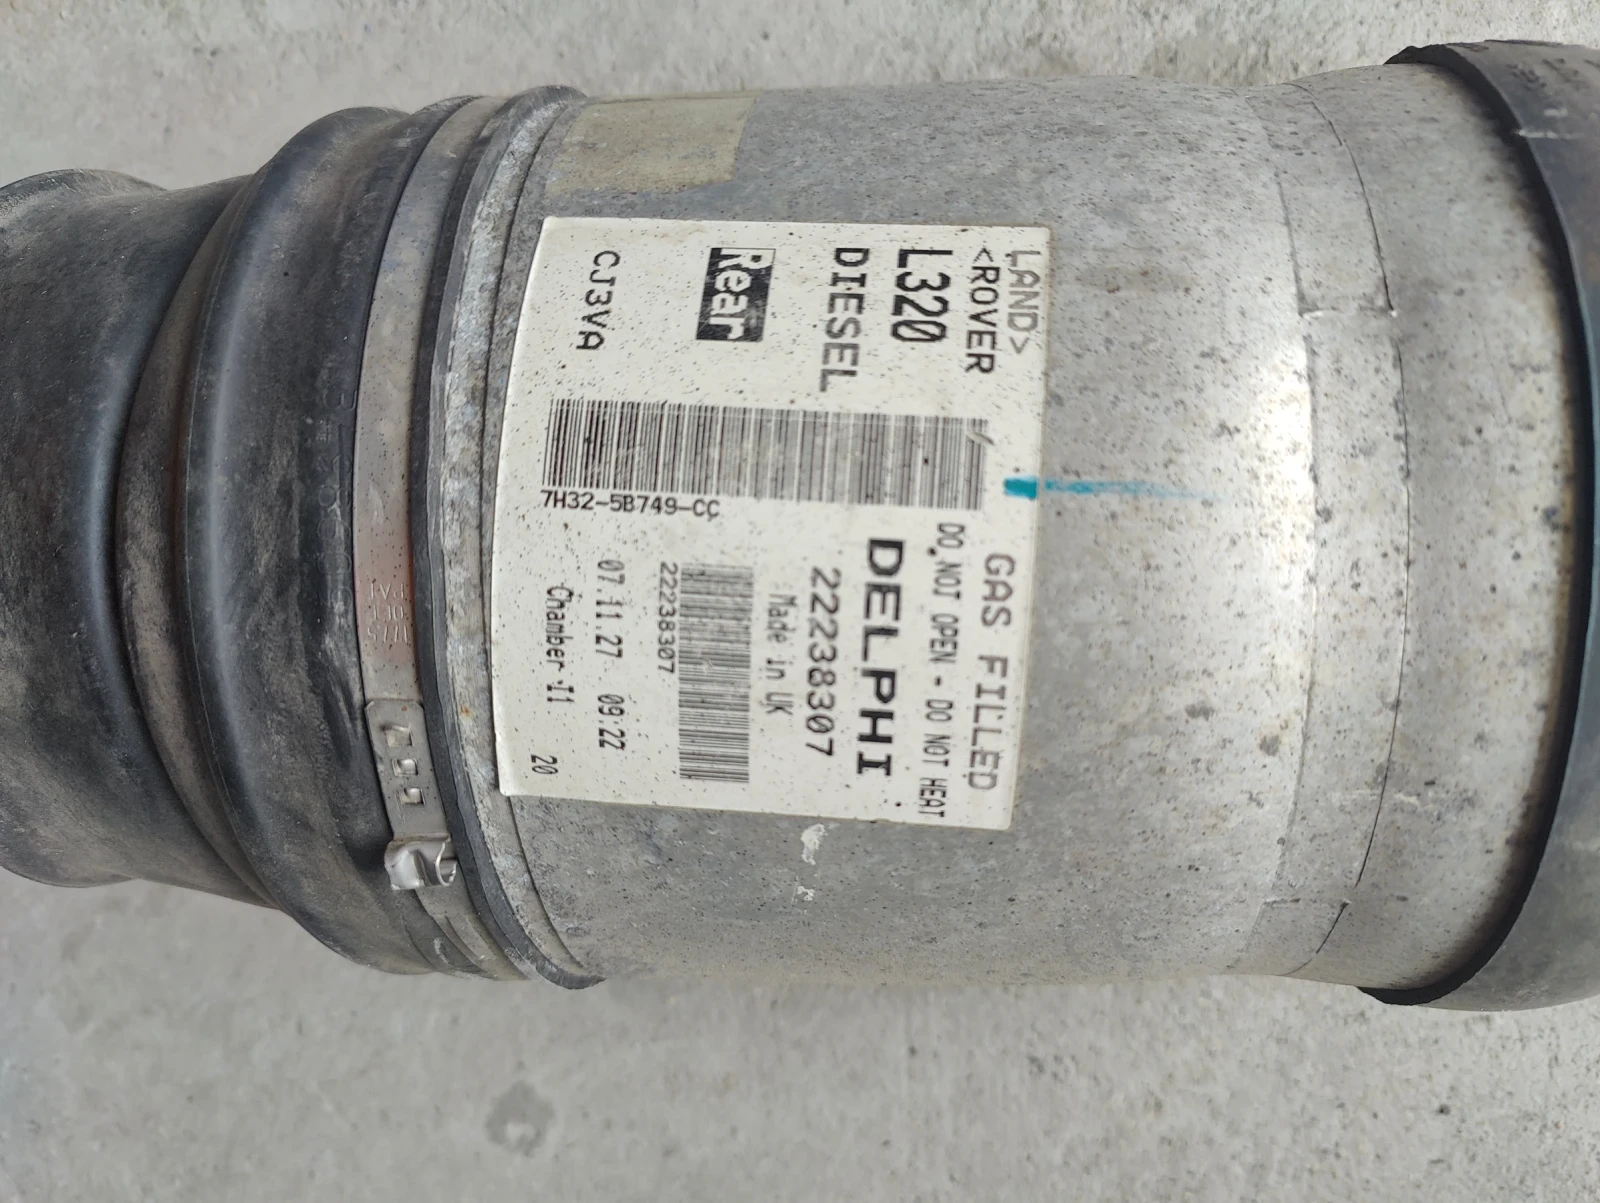 LAND>
<ROVER
L320
DIESEL
Rear
CJ3VA
7H32-5B749-CC
GAS FILLED
DO NOT OPEN - DO NOT HEAT
DELPHI
22238307
Made in UK
22238307
07.11 27 09:22
Chamber I1
20